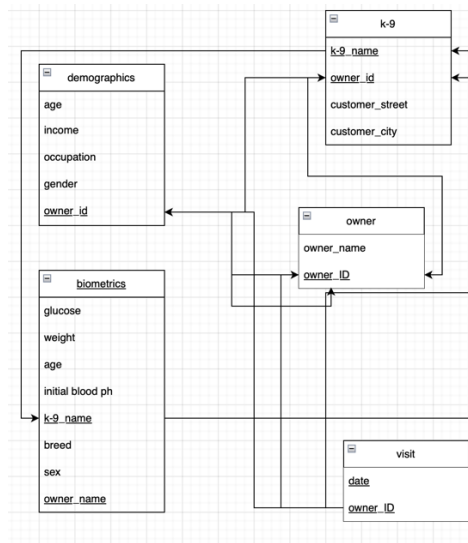 k-9
k-9_name
owner_id
customer_street
customer_city
demographics
age
income
occupation
gender
owner_id
owner
owner_name
owner_ID
biometrics
glucose
weight
age
initial blood ph
k-9_name
breed
sex
owner_name
visit
date
owner_ID